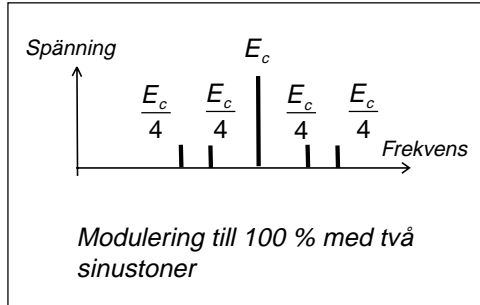 Spänning
E_c
E_c/4 E_c/4 E_c/4 E_c/4
Frekvens
Modulering till 100 % med två
sinustoner